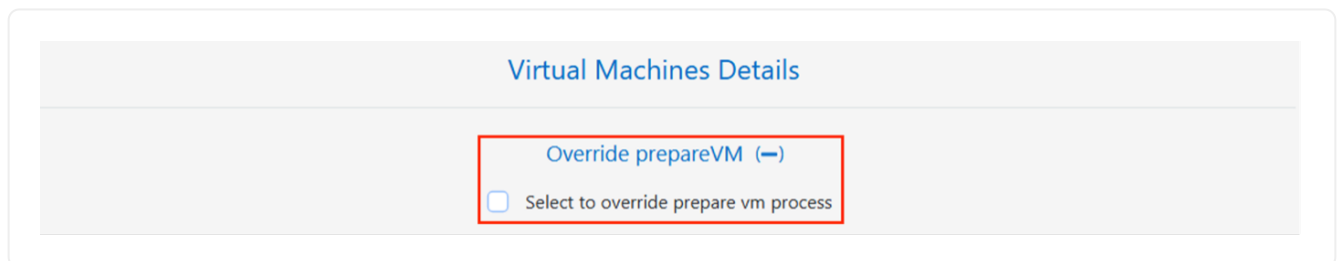 Virtual Machines Details
Override prepareVM (−)
Select to override prepare vm process